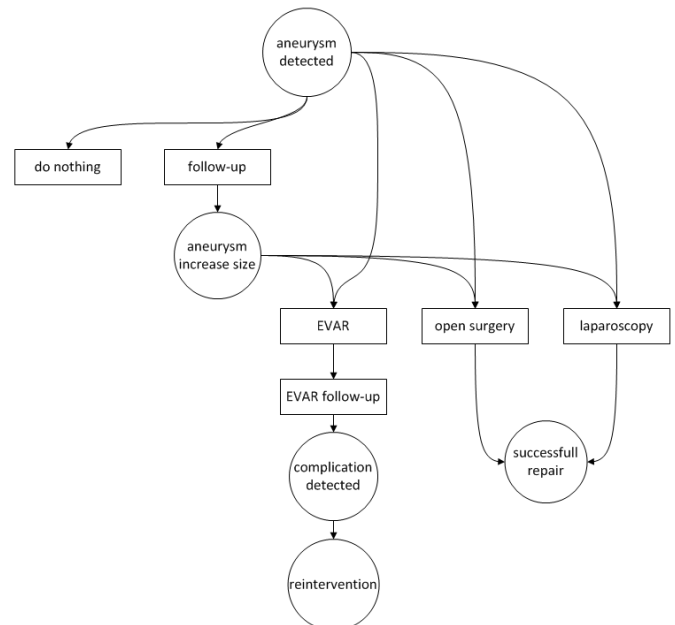 aneurysm
detected
do nothing
follow-up
aneurysm
increase size
EVAR
open surgery
laparoscopy
EVAR follow-up
complication
detected
successfull
repair
reintervention